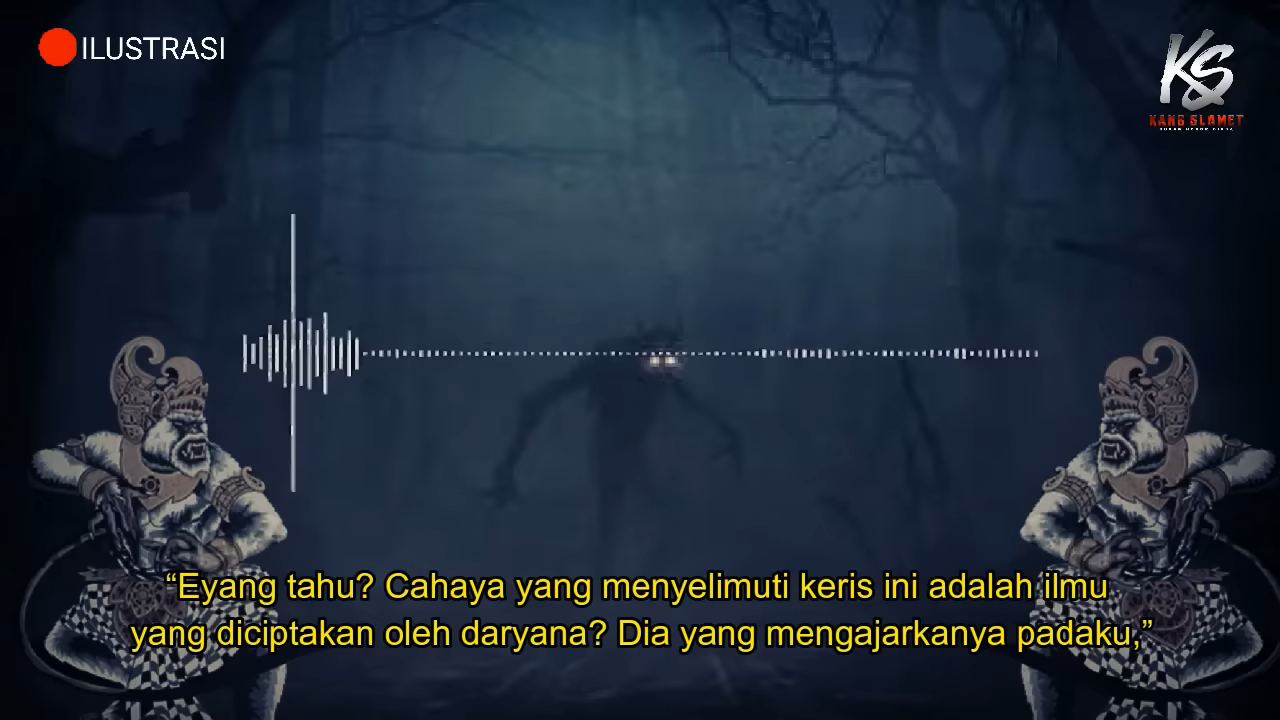 ILUSTRASI
KS
KANG SLAMET
“Eyang tahu? Cahaya yang menyelimuti keris ini adalah ilmu
yang diciptakan oleh daryana? Dia yang mengajarkanya padaku,”